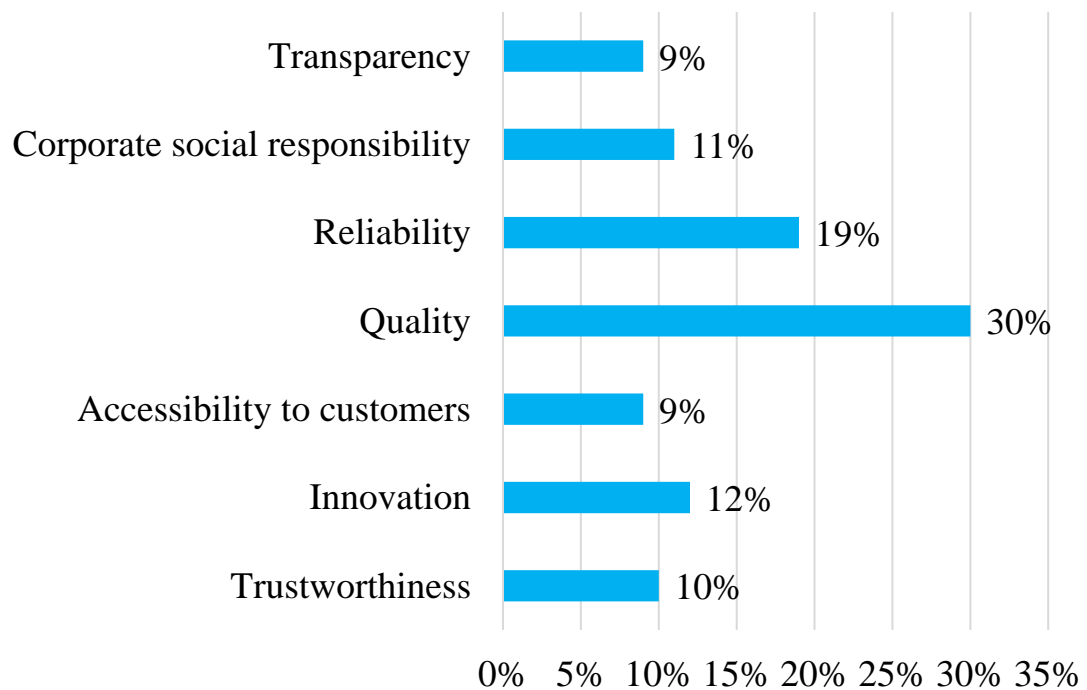 Transparency 9%
Corporate social responsibility 11%
Reliability 19%
Quality 30%
Accessibility to customers 9%
Innovation 12%
Trustworthiness 10%
0% 5% 10% 15% 20% 25% 30% 35%